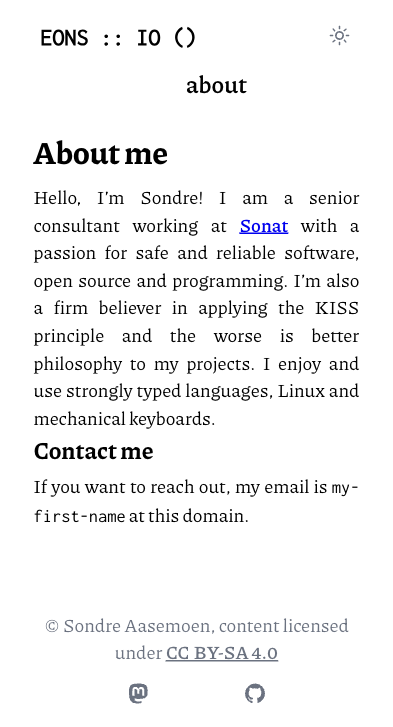 EONS :: IO ()
about
About me
Hello, I'm Sondre! I am a senior
consultant working at Sonat with a
passion for safe and reliable software,
open source and programming. I'm also
a firm believer in applying the KISS
principle and the worse is better
philosophy to my projects. I enjoy and
use strongly typed languages, Linux and
mechanical keyboards.
Contact me
If you want to reach out, my email is my-
first-name at this domain.
© Sondre Aasemoen, content licensed
under CC BY-SA 4.0